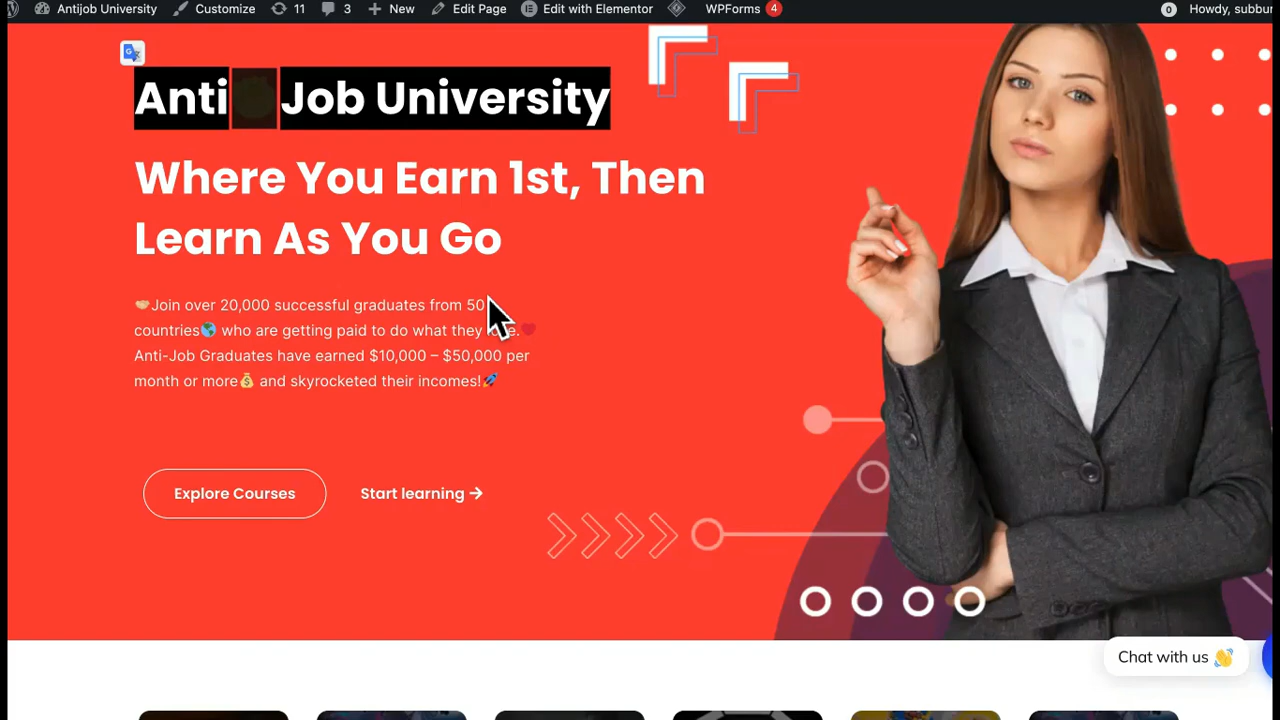 Antijob University Customize 11 3 New Edit Page Edit with Elementor WPForms 4 0 Howdy, subbur
Anti Job University
Where You Earn 1st, Then
Learn As You Go
Join over 20,000 successful graduates from 50
countries🌎 who are getting paid to do what they
Anti-Job Graduates have earned $10,000 – $50,000 per
month or more💰 and skyrocketed their incomes!🚀
Explore Courses
Start learning →
Chat with us 👋